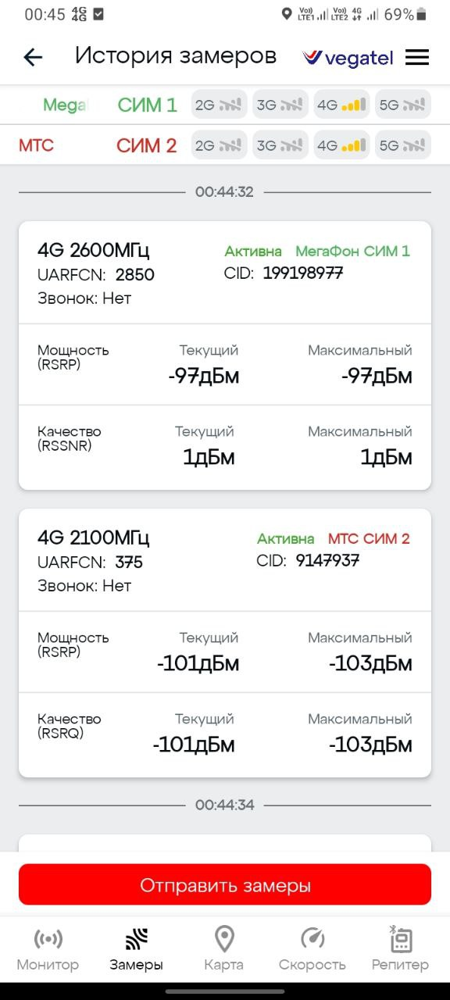 00:45 4G 4G Vo)) LTE1 Vo)) LTE2 4G 69%
История замеров vegatel
Mega СИМ 1 2G 3G 4G 5G
МТС СИМ 2 2G 3G 4G 5G
00:44:32
4G 2600МГц Активна МегаФон СИМ 1
UARFCN: 2850 CID: 199198977
Звонок: Нет
Мощность Текущий Максимальный
(RSRP) -97дБм -97дБм
Качество Текущий Максимальный
(RSSNR) 1дБм 1дБм
4G 2100МГц Активна МТС СИМ 2
UARFCN: 375 CID: 9147937
Звонок: Нет
Мощность Текущий Максимальный
(RSRP) -101дБм -103дБм
Качество Текущий Максимальный
(RSRQ) -101дБм -103дБм
00:44:34
Отправить замеры
Монитор Замеры Карта Скорость Репитер